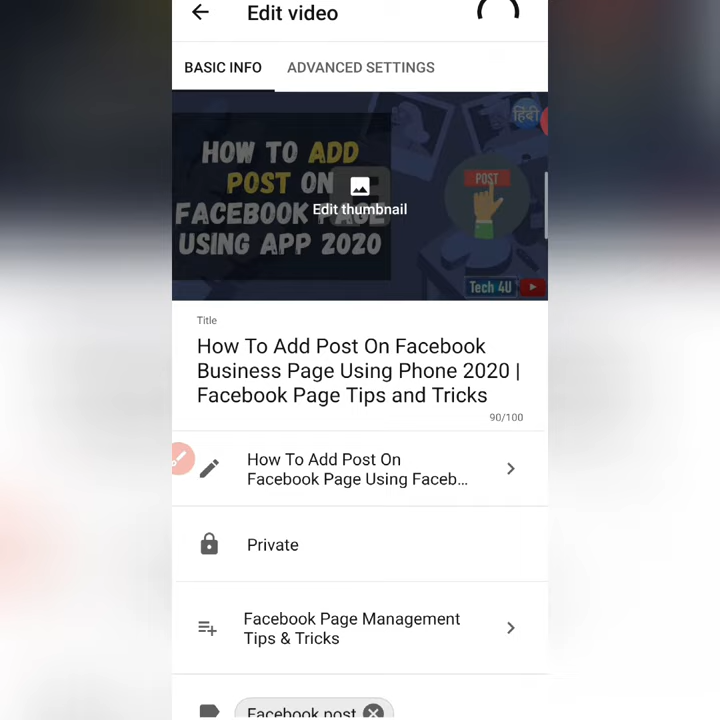 Edit video
BASIC INFO
ADVANCED SETTINGS
हिंदी
HOW TO ADD
POST ON
FACEBOOK PAGE
USING APP 2020
POST
Edit thumbnail
Tech 4U
Title
How To Add Post On Facebook
Business Page Using Phone 2020 |
Facebook Page Tips and Tricks
90/100
How To Add Post On
Facebook Page Using Faceb...
Private
Facebook Page Management
Tips & Tricks
Facebook post